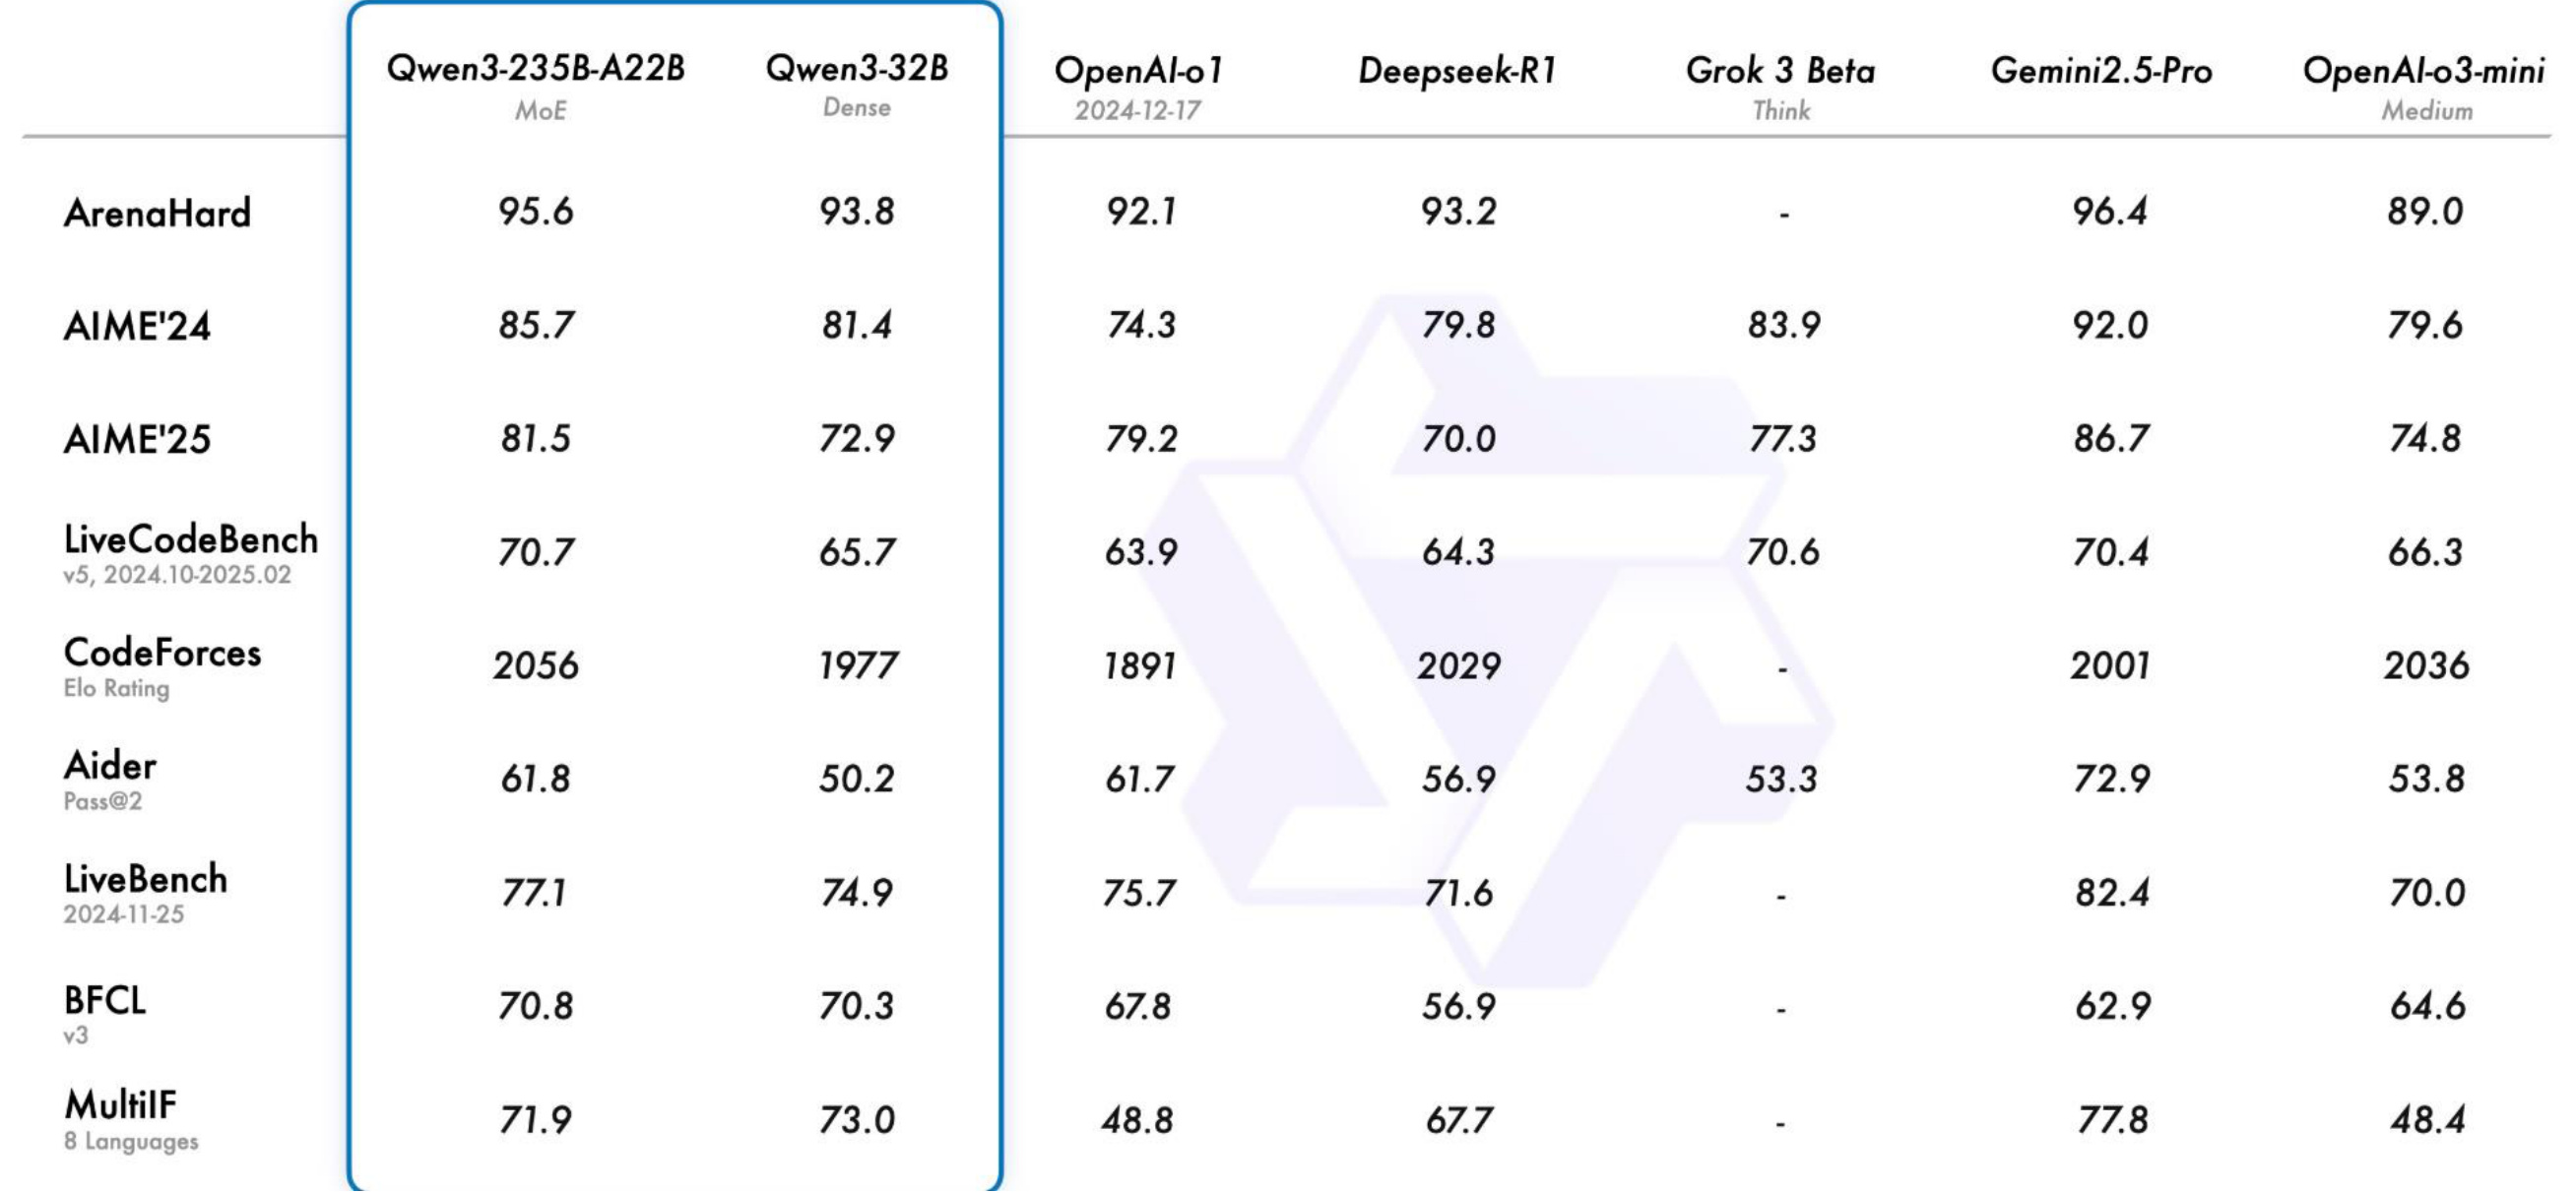 Qwen3-235B-A22B Qwen3-32B OpenAI-o1 Deepseek-R1 Grok 3 Beta Gemini2.5-Pro OpenAI-o3-mini
MoE Dense 2024-12-17 Think Medium
ArenaHard 95.6 93.8 92.1 93.2 - 96.4 89.0
AIME'24 85.7 81.4 74.3 79.8 83.9 92.0 79.6
AIME'25 81.5 72.9 79.2 70.0 77.3 86.7 74.8
LiveCodeBench 70.7 65.7 63.9 64.3 70.6 70.4 66.3
v5, 2024.10-2025.02
CodeForces 2056 1977 1891 2029 - 2001 2036
Elo Rating
Aider 61.8 50.2 61.7 56.9 53.3 72.9 53.8
Pass@2
LiveBench 77.1 74.9 75.7 71.6 - 82.4 70.0
2024-11-25
BFCL 70.8 70.3 67.8 56.9 - 62.9 64.6
v3
MultiIF 71.9 73.0 48.8 67.7 - 77.8 48.4
8 Languages